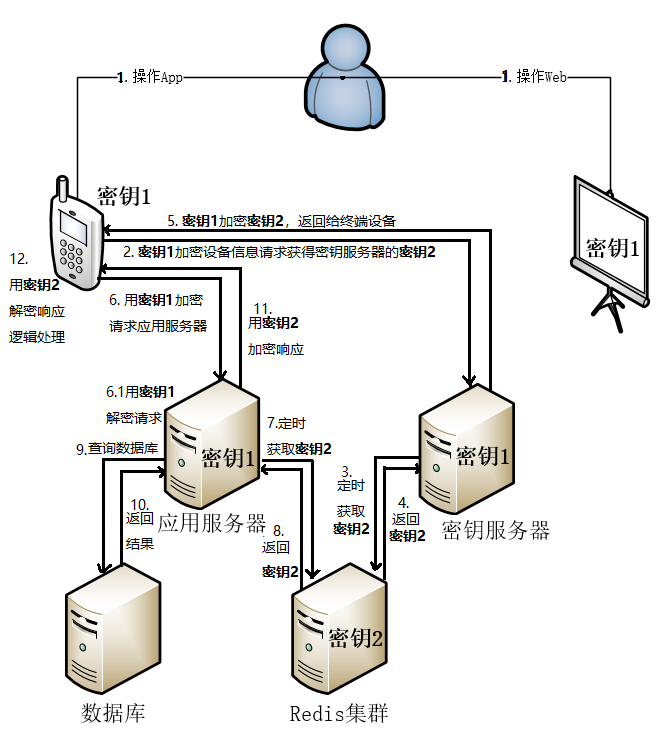 1. 操作App
1. 操作Web
密钥1
5. 密钥1加密密钥2，返回给终端设备
密钥1
2. 密钥1加密设备信息请求获得密钥服务器的密钥2
12.
用密钥2
解密响应
逻辑处理
6. 用密钥1加密
请求应用服务器
11.
用密钥2
加密响应
6.1用密钥1
解密请求
7.定时
获取密钥2
9.查询数据库
密钥1
密钥1
3.
定时
获取
密钥2
4.
返回
密钥2
10.
返回
结果
应用服务器
8.
返回
密钥2
密钥服务器
密钥2
数据库
Redis集群